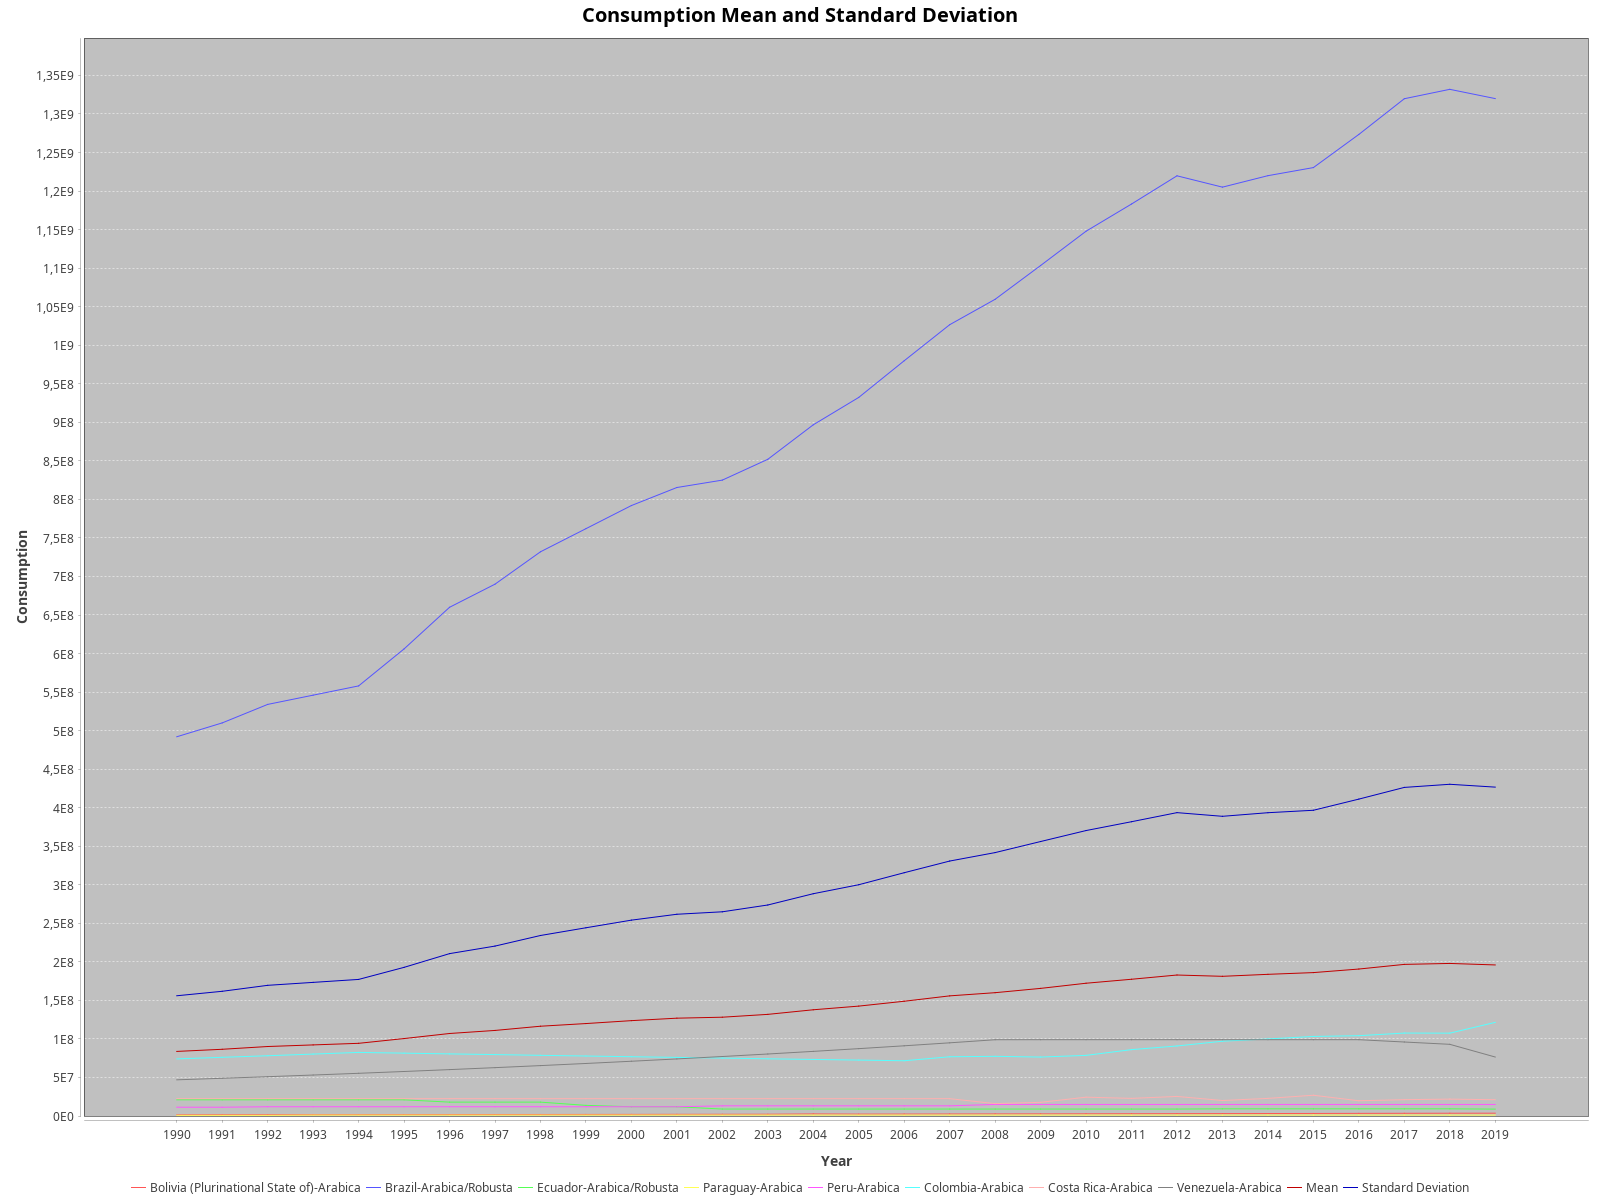 Consumption Mean and Standard Deviation
1,35E9
1,3E9
1,25E9
1,2E9
1,15E9
1,1E9
1,05E9
1E9
9,5E8
9E8
8,5E8
8E8
7,5E8
7E8
6,5E8
6E8
5,5E8
5E8
4,5E8
4E8
3,5E8
3E8
2,5E8
2E8
1,5E8
1E8
5E7
0E0
Consumption
1990 1991 1992 1993 1994 1995 1996 1997 1998 1999 2000 2001 2002 2003 2004 2005 2006 2007 2008 2009 2010 2011 2012 2013 2014 2015 2016 2017 2018 2019
Year
Bolivia (Plurinational State of)-Arabica Brazil-Arabica/Robusta Ecuador-Arabica/Robusta Paraguay-Arabica Peru-Arabica Colombia-Arabica Costa Rica-Arabica Venezuela-Arabica Mean Standard Deviation